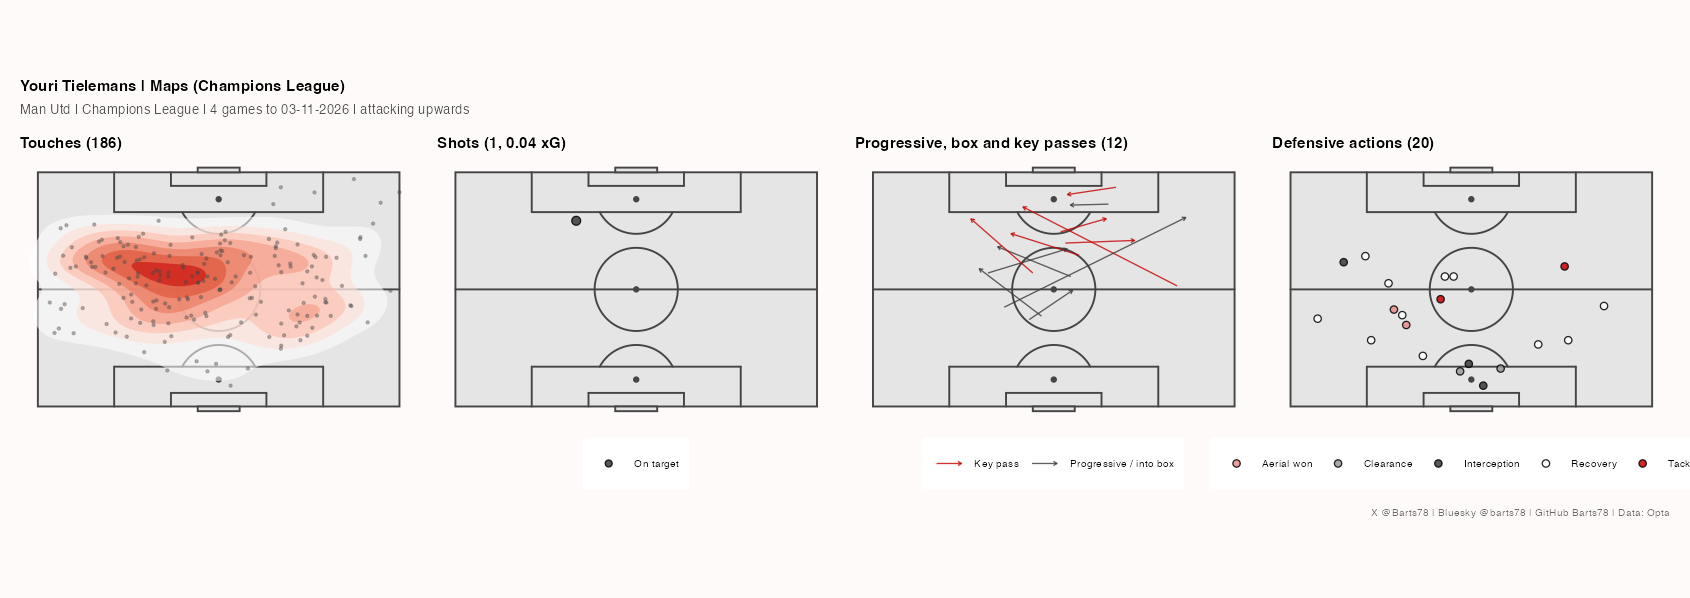 Youri Tielemans | Maps (Champions League)
Man Utd | Champions League | 4 games to 03-11-2026 | attacking upwards
Touches (186)
Shots (1, 0.04 xG)
Progressive, box and key passes (12)
Defensive actions (20)
On target
Key pass
Progressive / into box
Aerial won
Clearance
Interception
Recovery
Tack
X @Barts78 | Bluesky @barts78 | GitHub Barts78 | Data: Opta